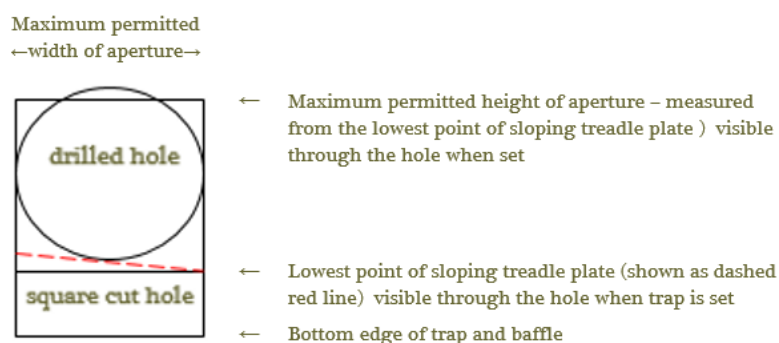 Maximum permitted
←width of aperture→
← Maximum permitted height of aperture – measured
from the lowest point of sloping treadle plate ) visible
through the hole when set
drilled hole
← Lowest point of sloping treadle plate (shown as dashed
red line) visible through the hole when trap is set
square cut hole
← Bottom edge of trap and baffle